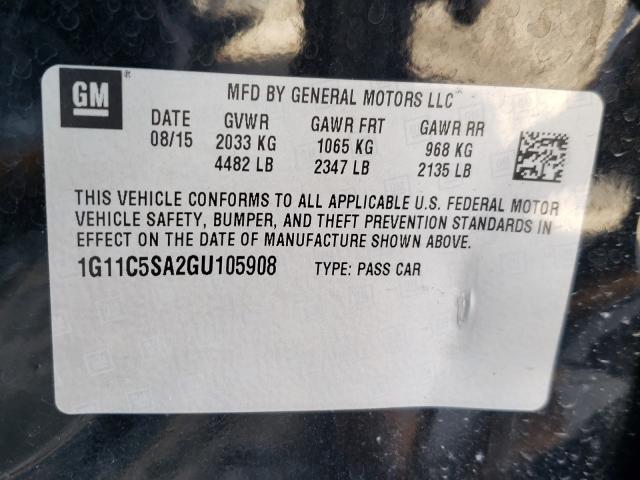 GM
MFD BY GENERAL MOTORS LLC
DATE GVWR GAWR FRT GAWR RR
08/15 2033 KG 1065 KG 968 KG
4482 LB 2347 LB 2135 LB
THIS VEHICLE CONFORMS TO ALL APPLICABLE U.S. FEDERAL MOTOR
VEHICLE SAFETY, BUMPER, AND THEFT PREVENTION STANDARDS IN
EFFECT ON THE DATE OF MANUFACTURE SHOWN ABOVE.
1G11C5SA2GU105908 TYPE: PASS CAR